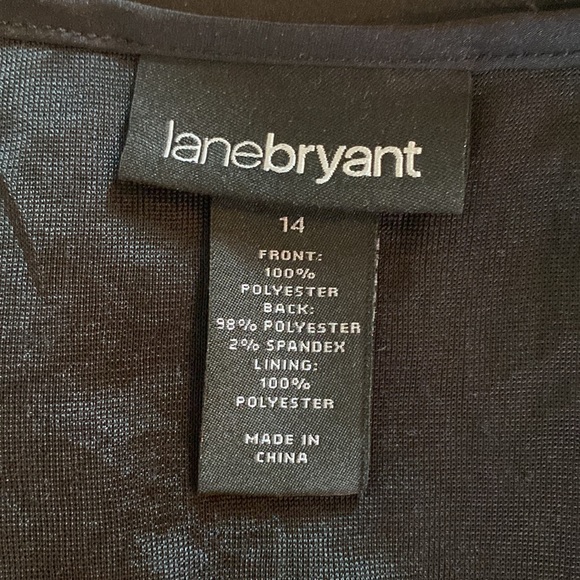 lanebryant
14
FRONT:
100%
POLYESTER
BACK:
98% POLYESTER
2% SPANDEX
LINING:
100%
POLYESTER
MADE IN
CHINA